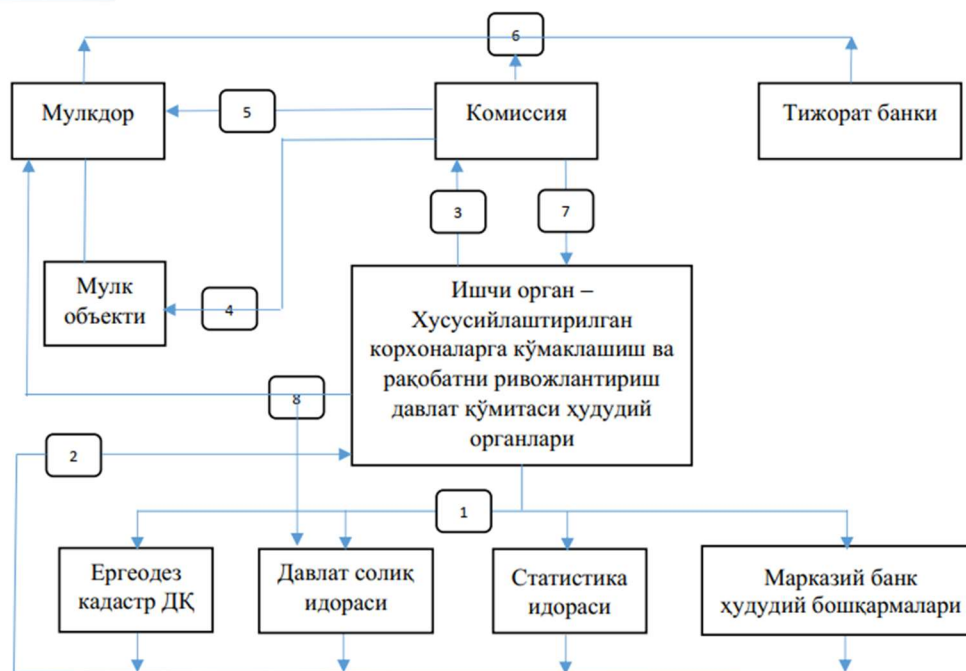 6
Мулкдор
5
Комиссия
Тижорат банки
3
7
Мулк
объекти
4
Ишчи орган –
Хусусийлаштирилган
корхоналарга кўмаклашиш ва
рақобатни ривожлантириш
давлат қўмитаси ҳудудий
органлари
8
2
1
Ергеодез
кадастр ДҚ
Давлат солиқ
идораси
Статистика
идораси
Марказий банк
ҳудудий бошқармалари